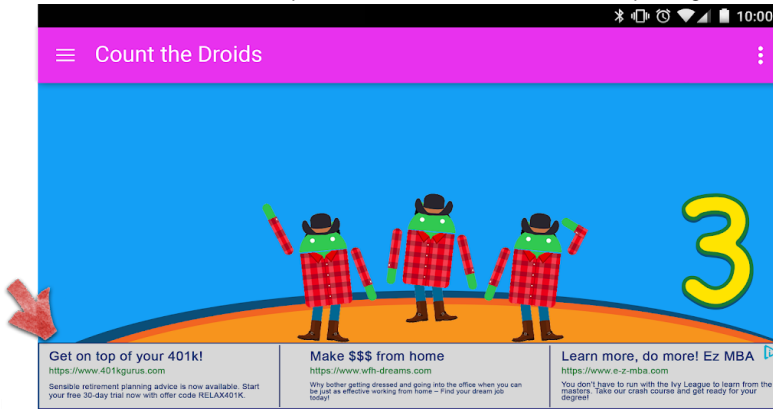 10:00
Count the Droids
3
Get on top of your 401k!
https://www.401kgurus.com
Sensible retirement planning advice is now available. Start
your free 30-day trial now with offer code RELAX401K.
Make $$$ from home
https://www.wfh-dreams.com
Why bother getting dressed and going into the office when you can
be just as effective working from home – Find your dream job
today!
Learn more, do more! Ez MBA
https://www.e-z-mba.com
You don't have to run with the Ivy League to learn from the
masters. Take our crash course and get ready for your
degree!